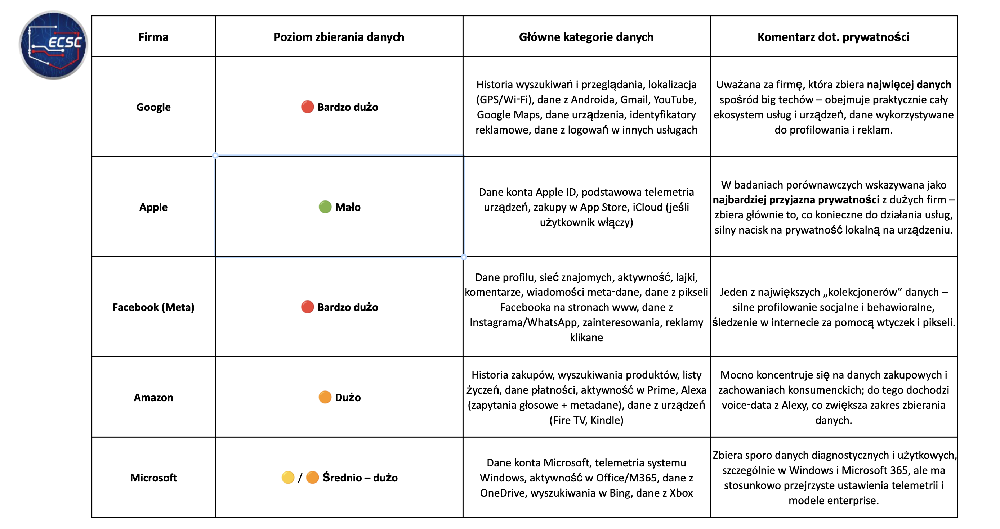 ECSC
Firma
Poziom zbierania danych
Główne kategorie danych
Komentarz dot. prywatności
Google
🔴 Bardzo dużo
Historia wyszukiwań i przeglądania, lokalizacja
(GPS/Wi-Fi), dane z Androida, Gmail, YouTube,
Google Maps, dane urządzenia, identyfikatory
reklamowe, dane z logowań w innych usługach
Uważana za firmę, która zbiera najwięcej danych
spośród big techów – obejmuje praktycznie cały
ekosystem usług i urządzeń, dane wykorzystywane
do profilowania i reklam.
Apple
🟢 Mało
Dane konta Apple ID, podstawowa telemetria
urządzeń, zakupy w App Store, iCloud (jeśli
użytkownik włączy)
W badaniach porównawczych wskazywana jako
najbardziej przyjazna prywatności z dużych firm –
zbiera głównie to, co konieczne do działania usług,
silny nacisk na prywatność lokalną na urządzeniu.
Facebook (Meta)
🔴 Bardzo dużo
Dane profilu, sieć znajomych, aktywność, lajki,
komentarze, wiadomości meta-dane, dane z pikseli
Facebooka na stronach www, dane z
Instagrama/WhatsApp, zainteresowania, reklamy
klikane
Jeden z największych „kolekcjonerów” danych –
silne profilowanie socjalne i behawioralne,
śledzenie w internecie za pomocą wtyczek i pikseli.
Amazon
🟠 Dużo
Historia zakupów, wyszukiwania produktów, listy
życzeń, dane płatności, aktywność w Prime, Alexa
(zapytania głosowe + metadane), dane z urządzeń
(Fire TV, Kindle)
Mocno koncentruje się na danych zakupowych i
zachowaniach konsumenckich; do tego dochodzi
voice-data z Alexy, co zwiększa zakres zbierania
danych.
Microsoft
🟡 / 🟠 Średnio – dużo
Dane konta Microsoft, telemetria systemu
Windows, aktywność w Office/M365, dane z
OneDrive, wyszukiwania w Bing, dane z Xbox
Zbiera sporo danych diagnostycznych i użytkowych,
szczególnie w Windows i Microsoft 365, ale ma
stosunkowo przejrzyste ustawienia telemetrii i
modele enterprise.